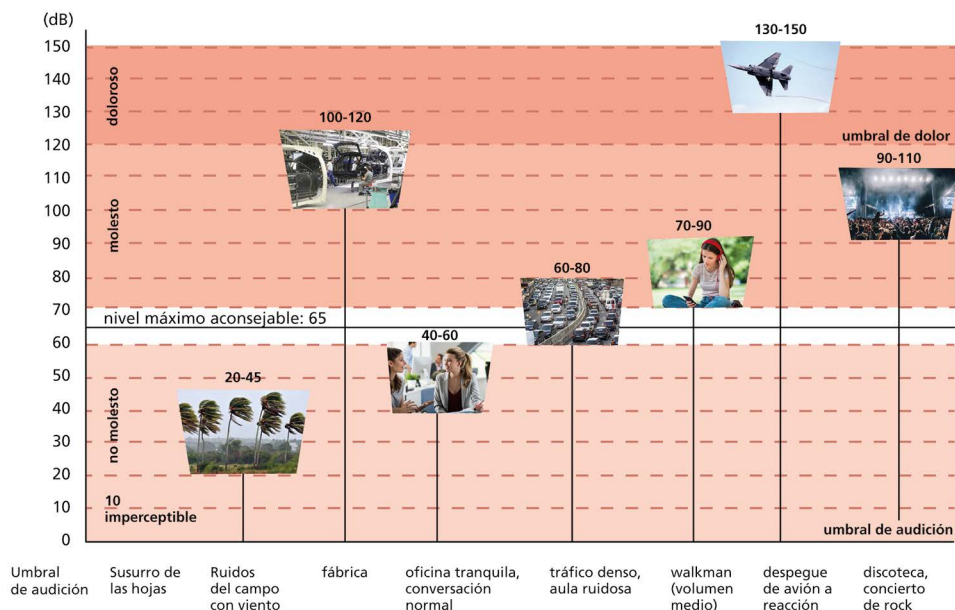 (dB)
150
140
130
120
110
100
90
80
70
60
50
40
30
20
10
0
doloroso
molesto
no molesto
130-150
100-120
umbral de dolor
90-110
70-90
60-80
nivel máximo aconsejable: 65
40-60
20-45
10
imperceptible
umbral de audición
Umbral
de audición
Susurro de
las hojas
Ruidos
del campo
con viento
fábrica
oficina tranquila,
conversación
normal
tráfico denso,
aula ruidosa
walkman
(volumen
medio)
despegue
de avión a
reacción
discoteca,
concierto
de rock